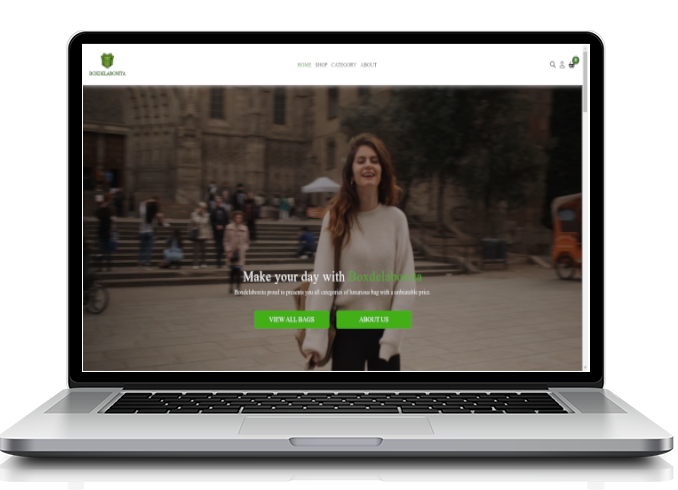 BOXDELABONITA
HOME SHOP CATEGORY ABOUT
0
Make your day with Boxdelabonita
Boxdelabonita proud to presents you all categories of luxurious bag with a unbeatable price.
VIEW ALL BAGS
ABOUT US